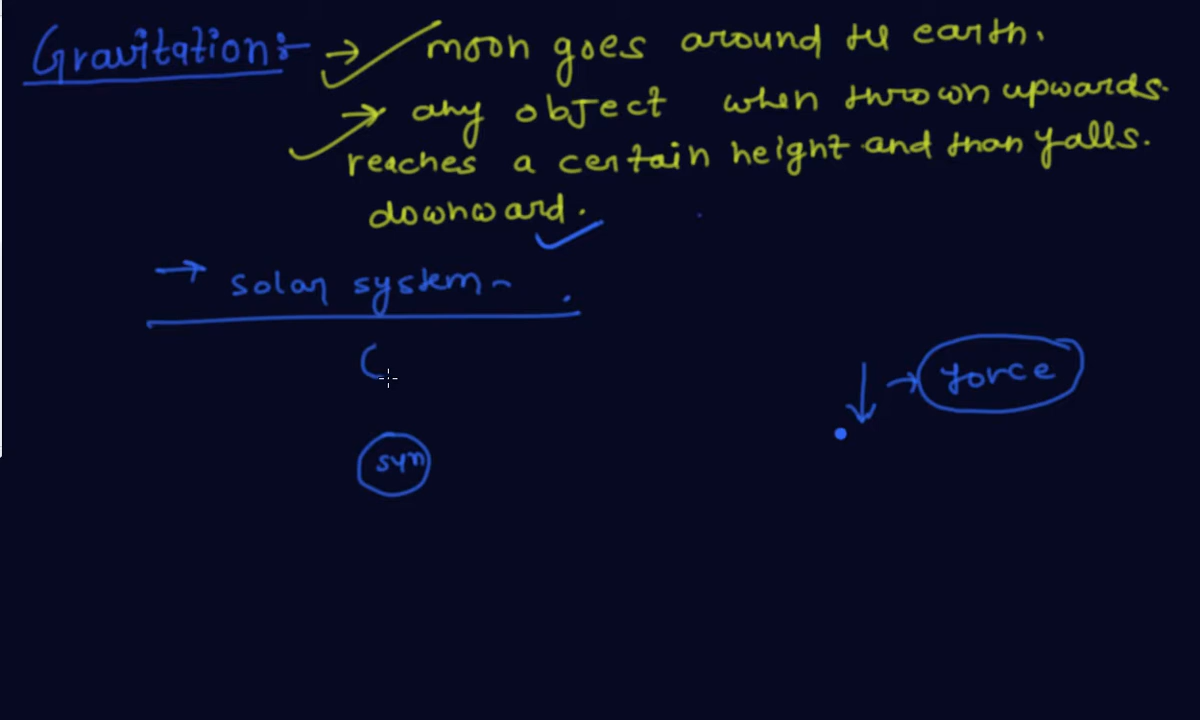 Gravitation:- → moon goes around the earth.
→ any object when thrown upwards.
reaches a certain height and than falls.
downward.
→ solar system -
→ force
sun